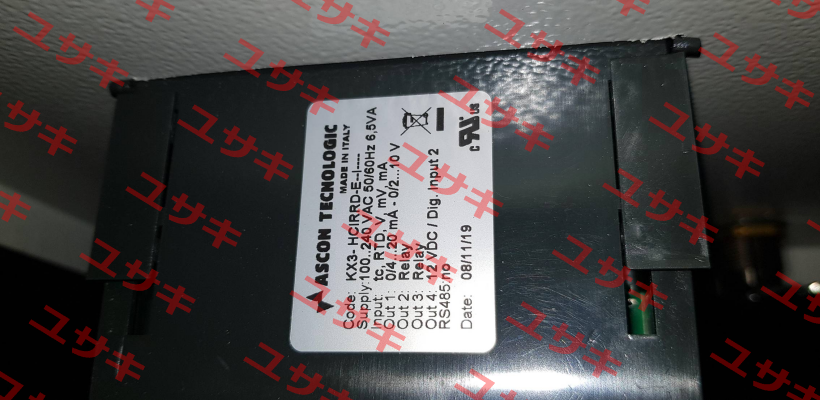 ASCON TECNOLOGIC
MADE IN ITALY
Code: KX3- HCIRRD-E--I----
Supply:100...240 VAC 50/60Hz 6,5VA
Input: tc, RTD, V, mV, mA
Out 1: 0/4...20 mA - 0/2...10 V
Out 2: Relay
Out 3: Relay
Out 4: 12 VDC / Dig. Input 2
RS485:no
Date: 08/11/19
c US
ユサキ